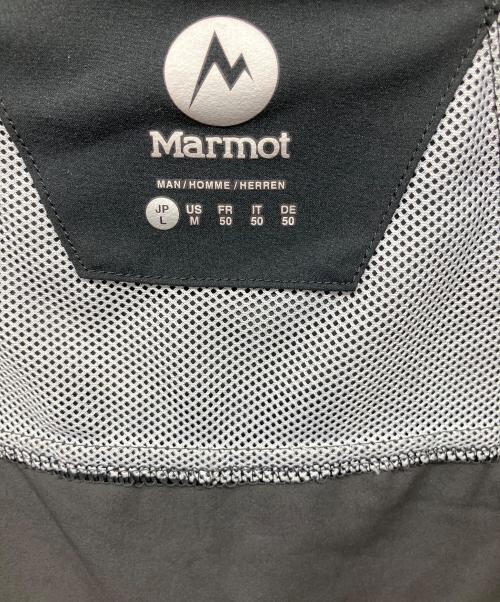 Marmot
MAN / HOMME / HERREN
JP US FR IT DE
L M 50 50 50